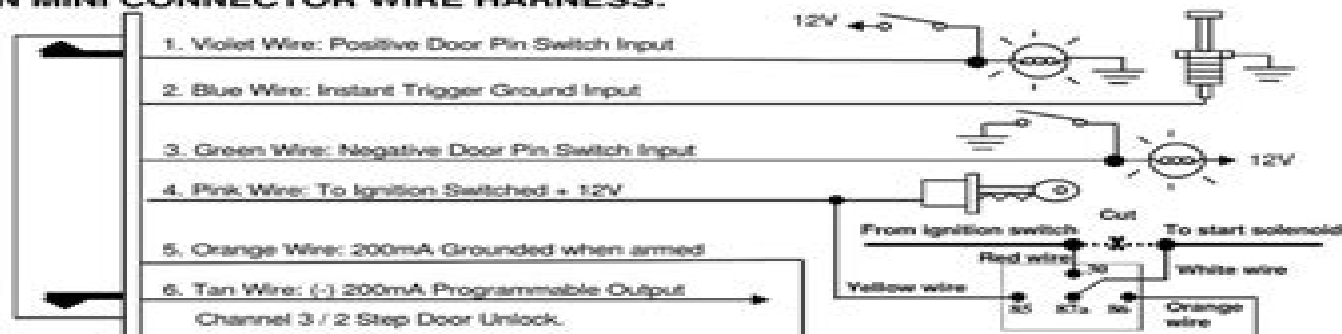 N MINI CONNECTOR WIRE HARNESS:
12V
1. Violet Wire: Positive Door Pin Switch Input
2. Blue Wire: Instant Trigger Ground Input
3. Green Wire: Negative Door Pin Switch Input
12V
4. Pink Wire: To Ignition Switched + 12V
Cut
From ignition switch
To start solenoid
5. Orange Wire: 200mA Grounded when armed
Red wire
30
White wire
6. Tan Wire: (-) 200mA Programmable Output
Channel 3 / 2 Step Door Unlock.
Yellow wire
85 87a 86
Orange
wire